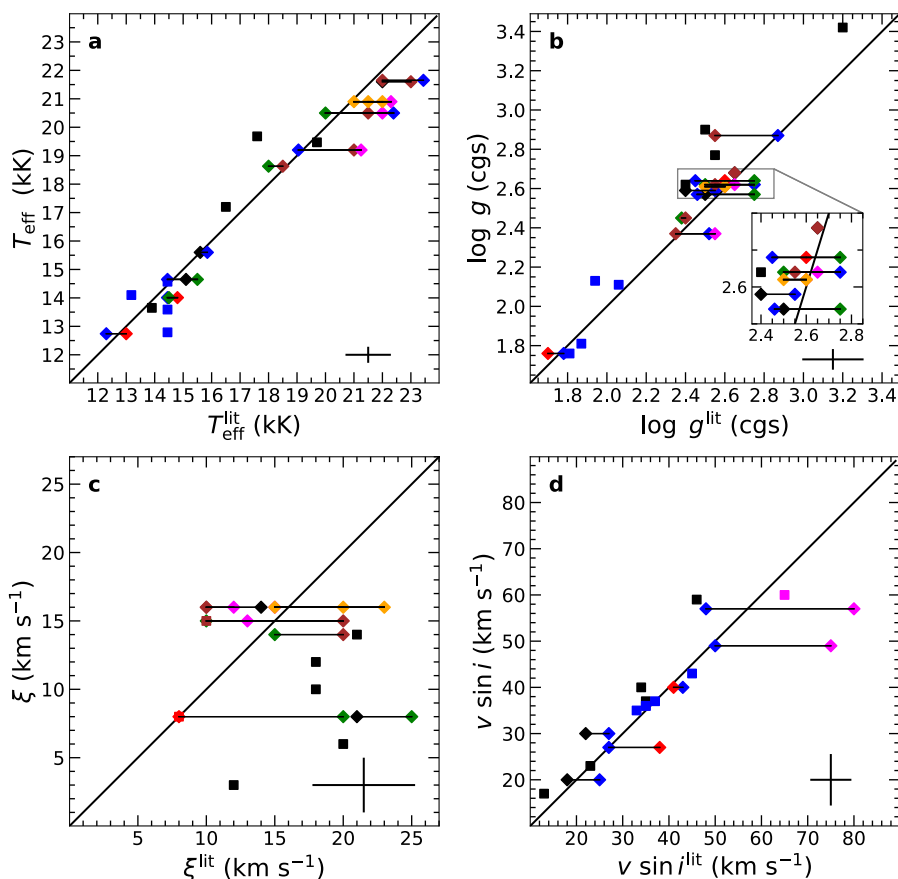 a
23
22
21
20
19
18
17
16
15
14
13
12
T_eff (kK)
12 13 14 15 16 17 18 19 20 21 22 23
T_eff^lit (kK)
b
3.4
3.2
3.0
2.8
2.6
2.4
2.2
2.0
1.8
log g (cgs)
2.6
2.4 2.6 2.8
1.8 2.0 2.2 2.4 2.6 2.8 3.0 3.2 3.4
log g^lit (cgs)
c
25
15
5
ξ (km s⁻¹)
5 10 15 20 25
ξ^lit (km s⁻¹)
d
80
70
60
50
40
30
20
v sin i (km s⁻¹)
20 30 40 50 60 70 80
v sin i^lit (km s⁻¹)